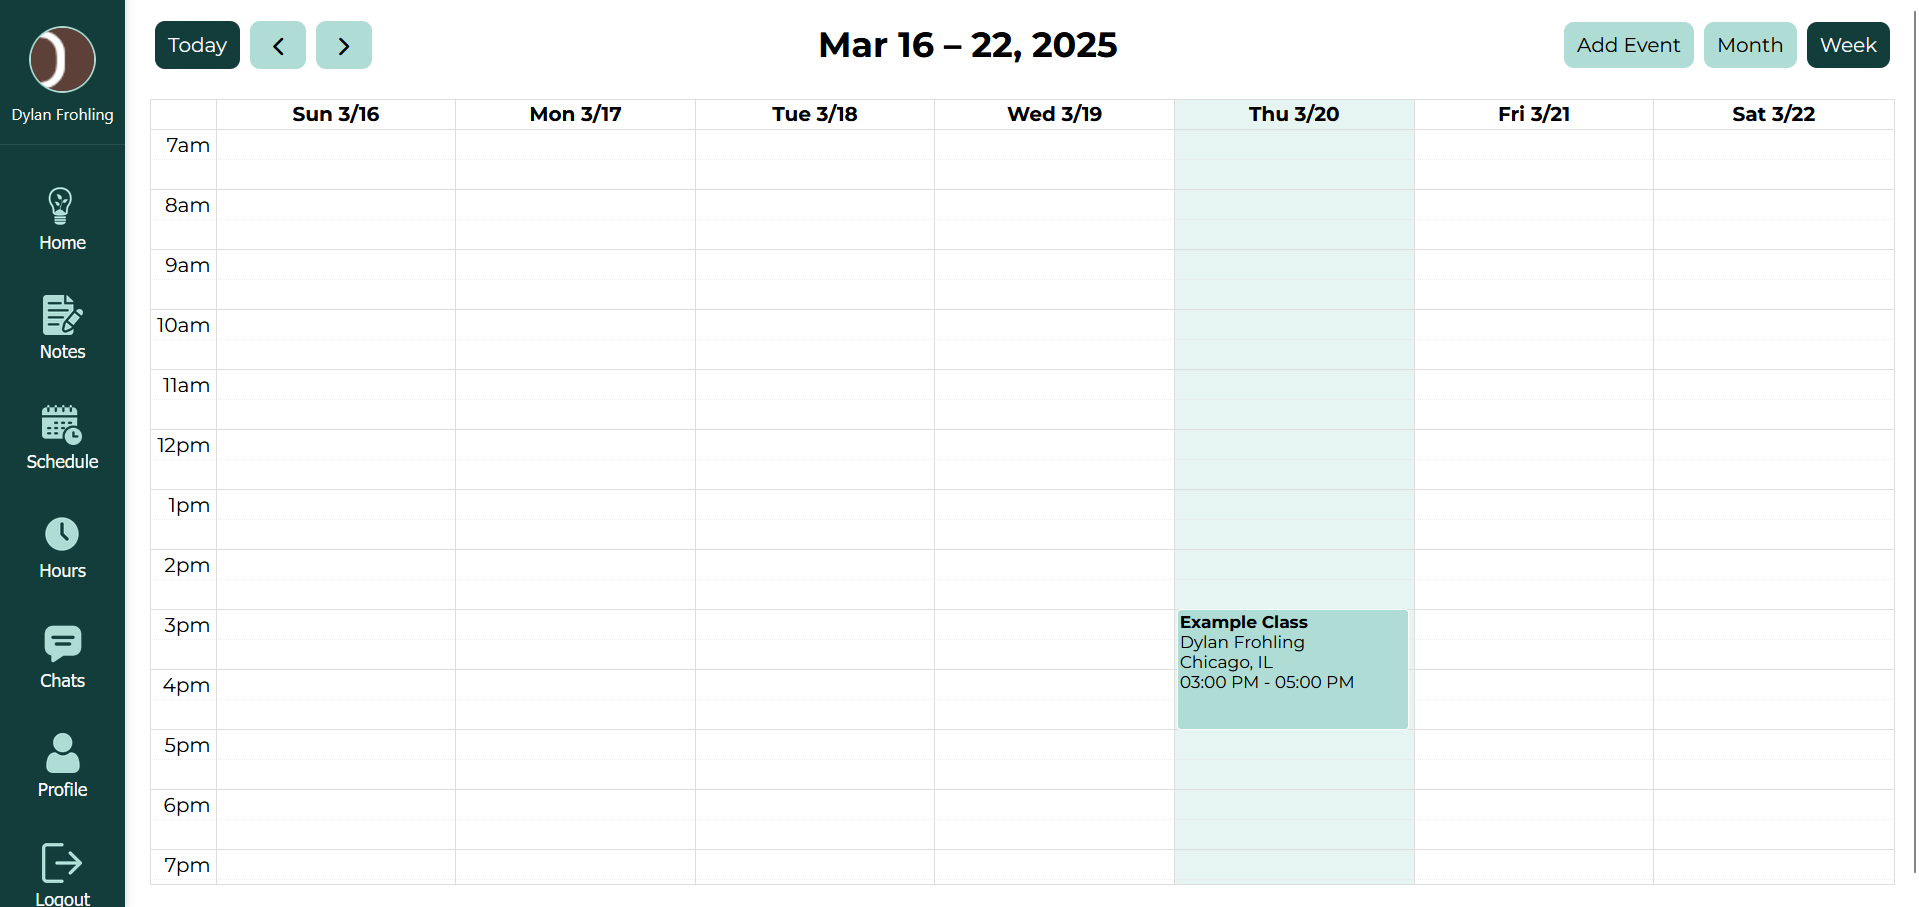 Dylan Frohling
Home
Notes
Schedule
Hours
Chats
Profile
Logout
Today
Mar 16 – 22, 2025
Add Event
Month
Week
Sun 3/16
Mon 3/17
Tue 3/18
Wed 3/19
Thu 3/20
Fri 3/21
Sat 3/22
7am
8am
9am
10am
11am
12pm
1pm
2pm
3pm
4pm
5pm
6pm
7pm
Example Class
Dylan Frohling
Chicago, IL
03:00 PM - 05:00 PM